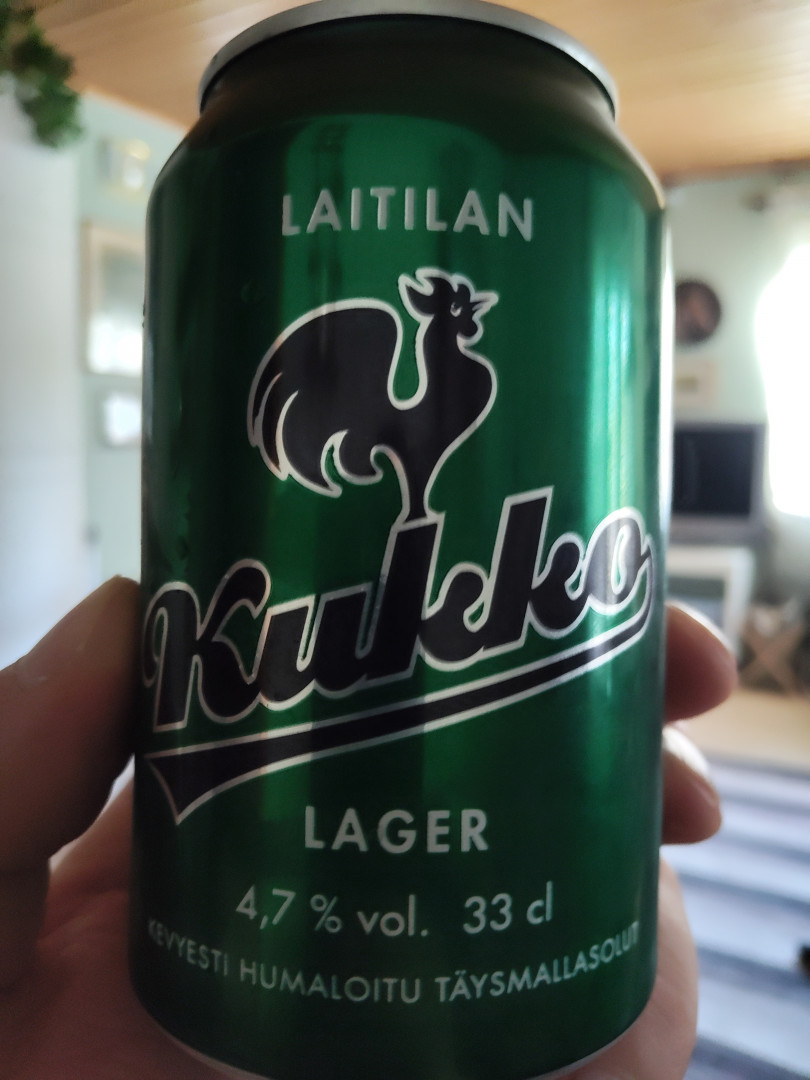 LAITILAN
Kukko
LAGER
4,7 % vol. 33 cl
KEVYESTI HUMALOITU TÄYSMALLASOLUT